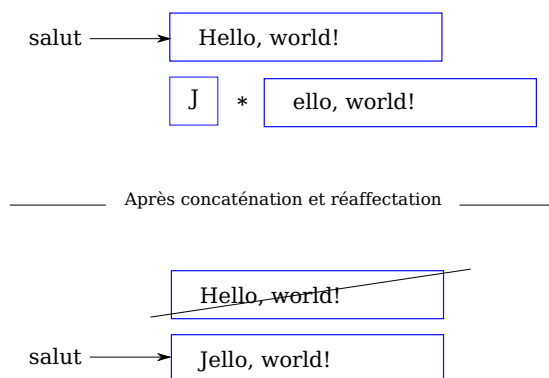 salut Hello, world!
J * ello, world!
Après concaténation et réaffectation
Hello, world!
salut Jello, world!